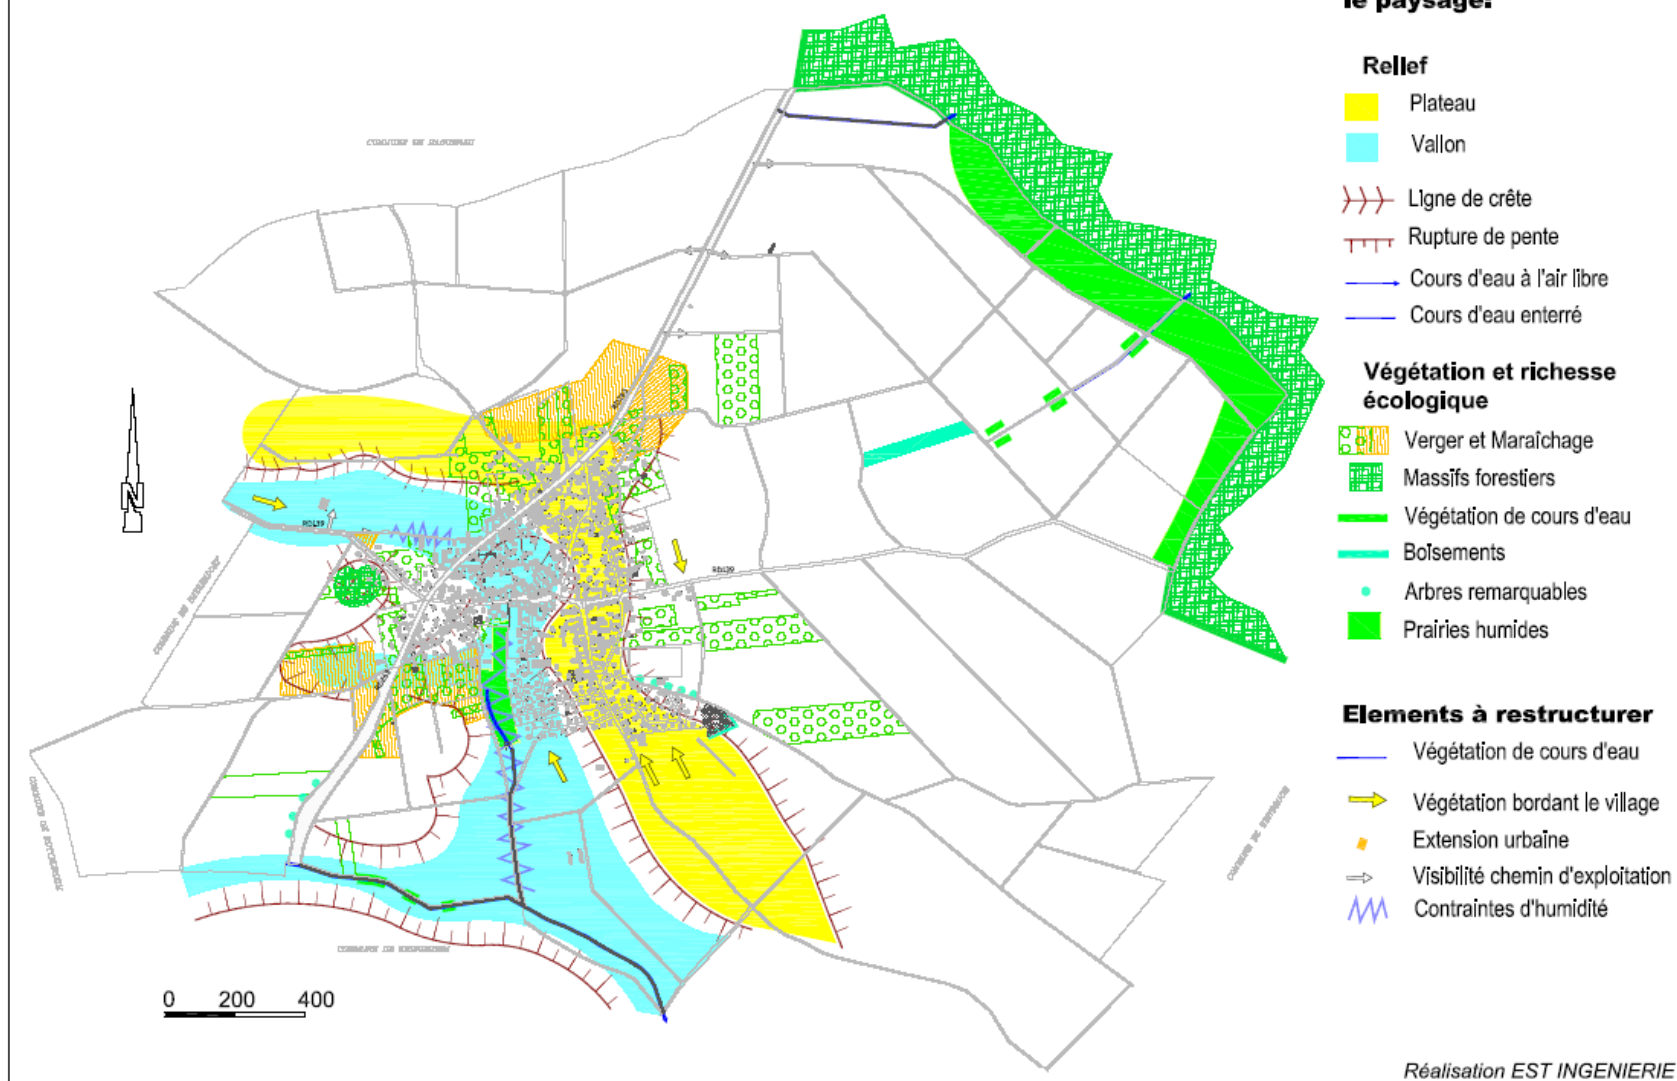 le paysage.
Relief
Plateau
Vallon
Ligne de crête
Rupture de pente
Cours d'eau à l'air libre
Cours d'eau enterré
Végétation et richesse
écologique
Verger et Maraîchage
Massifs forestiers
Végétation de cours d'eau
Boisements
Arbres remarquables
Prairies humides
Elements à restructurer
Végétation de cours d'eau
Végétation bordant le village
Extension urbaine
Visibilité chemin d'exploitation
Contraintes d'humidité
N
RD139
RD139
0 200 400
Réalisation EST INGENIERIE